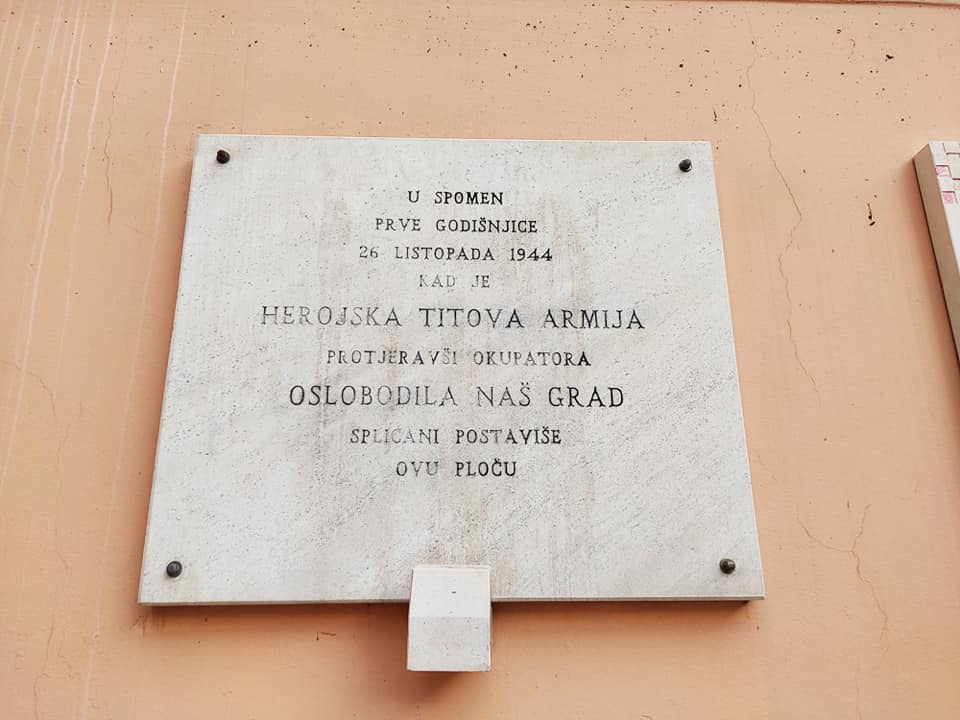 U SPOMEN
PRVE GODIŠNJICE
26 LISTOPADA 1944
KAD JE
HEROJSKA TITOVA ARMIJA
PROTJERAVŠI OKUPATORA
OSLOBODILA NAŠ GRAD
SPLIĆANI POSTAVIŠE
OVU PLOČU